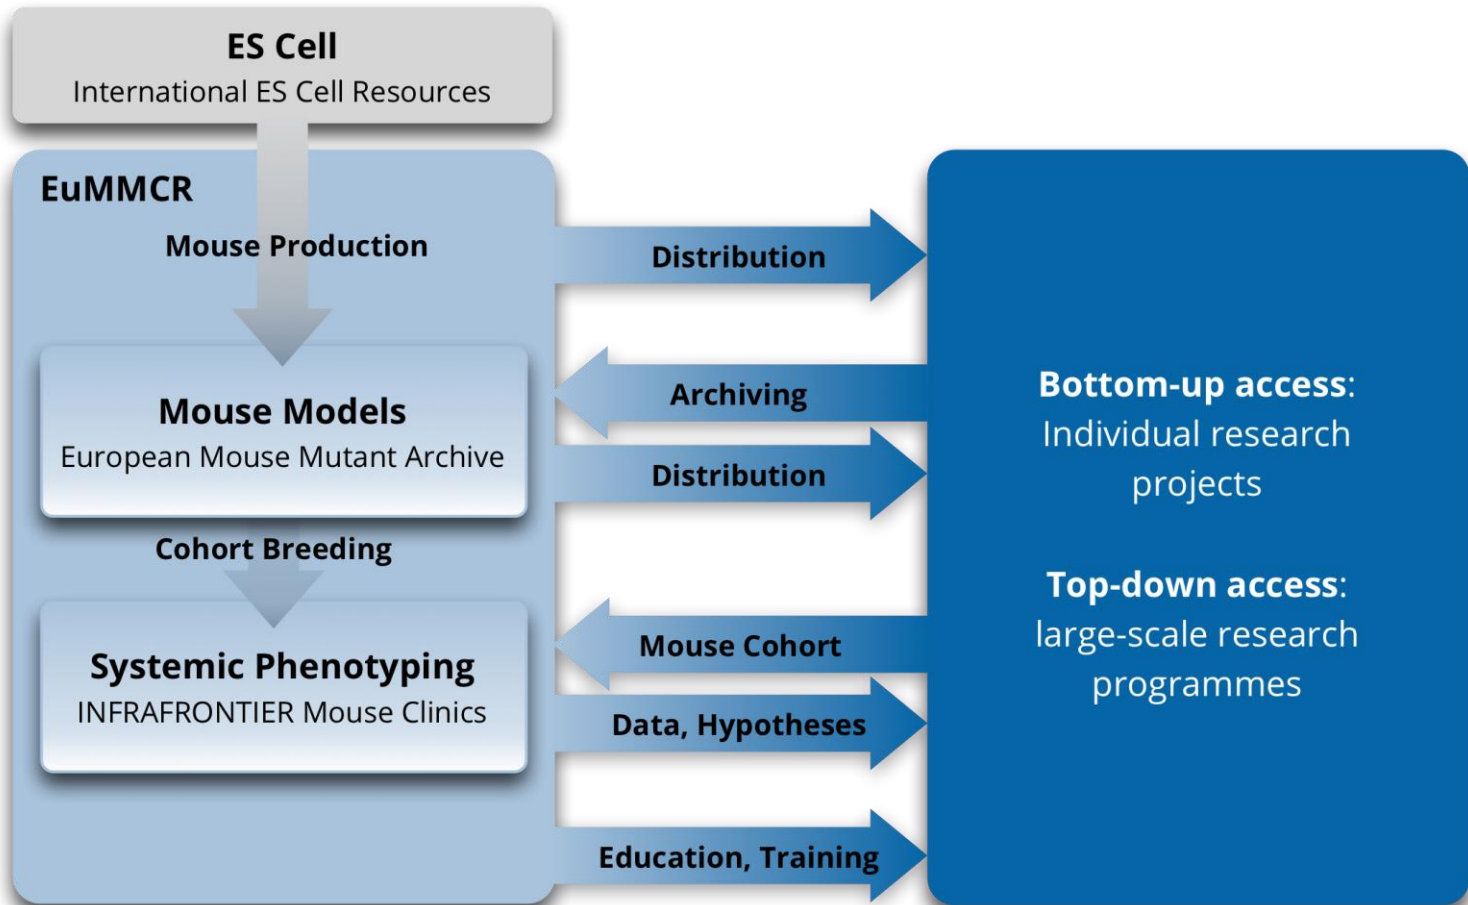 ES Cell
International ES Cell Resources
EuMMCR
Mouse Production
Distribution
Archiving
Mouse Models
European Mouse Mutant Archive
Distribution
Cohort Breeding
Mouse Cohort
Systemic Phenotyping
INFRAFRONTIER Mouse Clinics
Data, Hypotheses
Education, Training
Bottom-up access:
Individual research
projects
Top-down access:
large-scale research
programmes